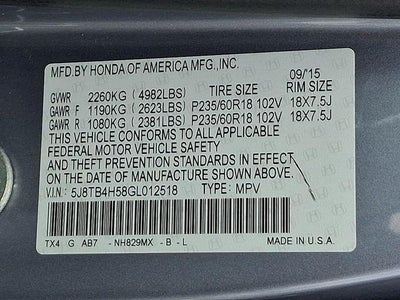 MFD.BY HONDA OF AMERICA MFG.,INC.
09/15
GVWR 2260KG (4982LBS) TIRE SIZE RIM SIZE
GAWR F 1190KG (2623LBS) P235/60R18 102V 18X7.5J
GAWR R 1080KG (2381LBS) P235/60R18 102V 18X7.5J
THIS VEHICLE CONFORMS TO ALL APPLICABLE
FEDERAL MOTOR VEHICLE SAFETY
AND THEFT PREVENTION STANDARDS IN EFFECT ON
THE DATE OF MANUFACTURE SHOWN ABOVE.
V.I.N: 5J8TB4H58GL012518 TYPE: MPV
TX4 G AB7 -NH829MX -B-L MADE IN U.S.A.